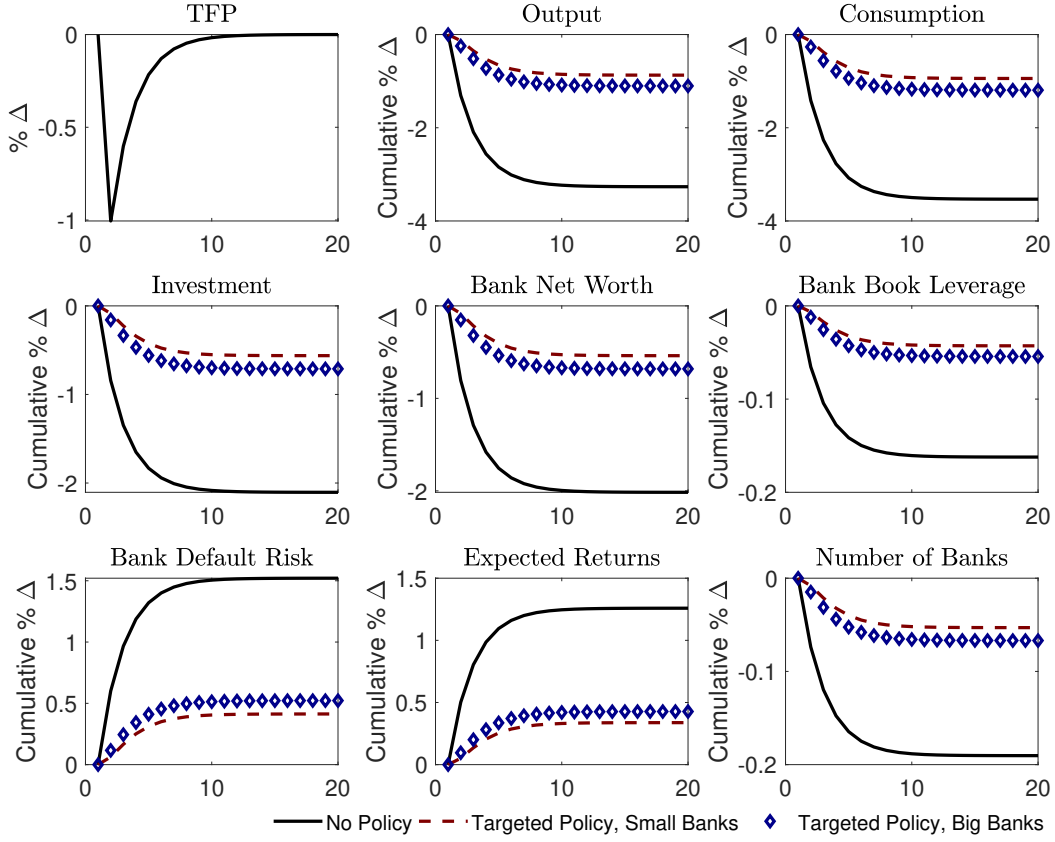 TFP
% Δ
0
-0.5
-1
0
10
20
Output
Cumulative % Δ
0
-2
-4
0
10
20
Consumption
Cumulative % Δ
0
-2
-4
0
10
20
Investment
Cumulative % Δ
0
-1
-2
0
10
20
Bank Net Worth
Cumulative % Δ
0
-1
-2
0
10
20
Bank Book Leverage
Cumulative % Δ
0
-0.1
-0.2
0
10
20
Bank Default Risk
Cumulative % Δ
1.5
1
0.5
0
0
10
20
Expected Returns
Cumulative % Δ
1.5
1
0.5
0
0
10
20
Number of Banks
Cumulative % Δ
0
-0.1
-0.2
0
10
20
No Policy
Targeted Policy, Small Banks
Targeted Policy, Big Banks